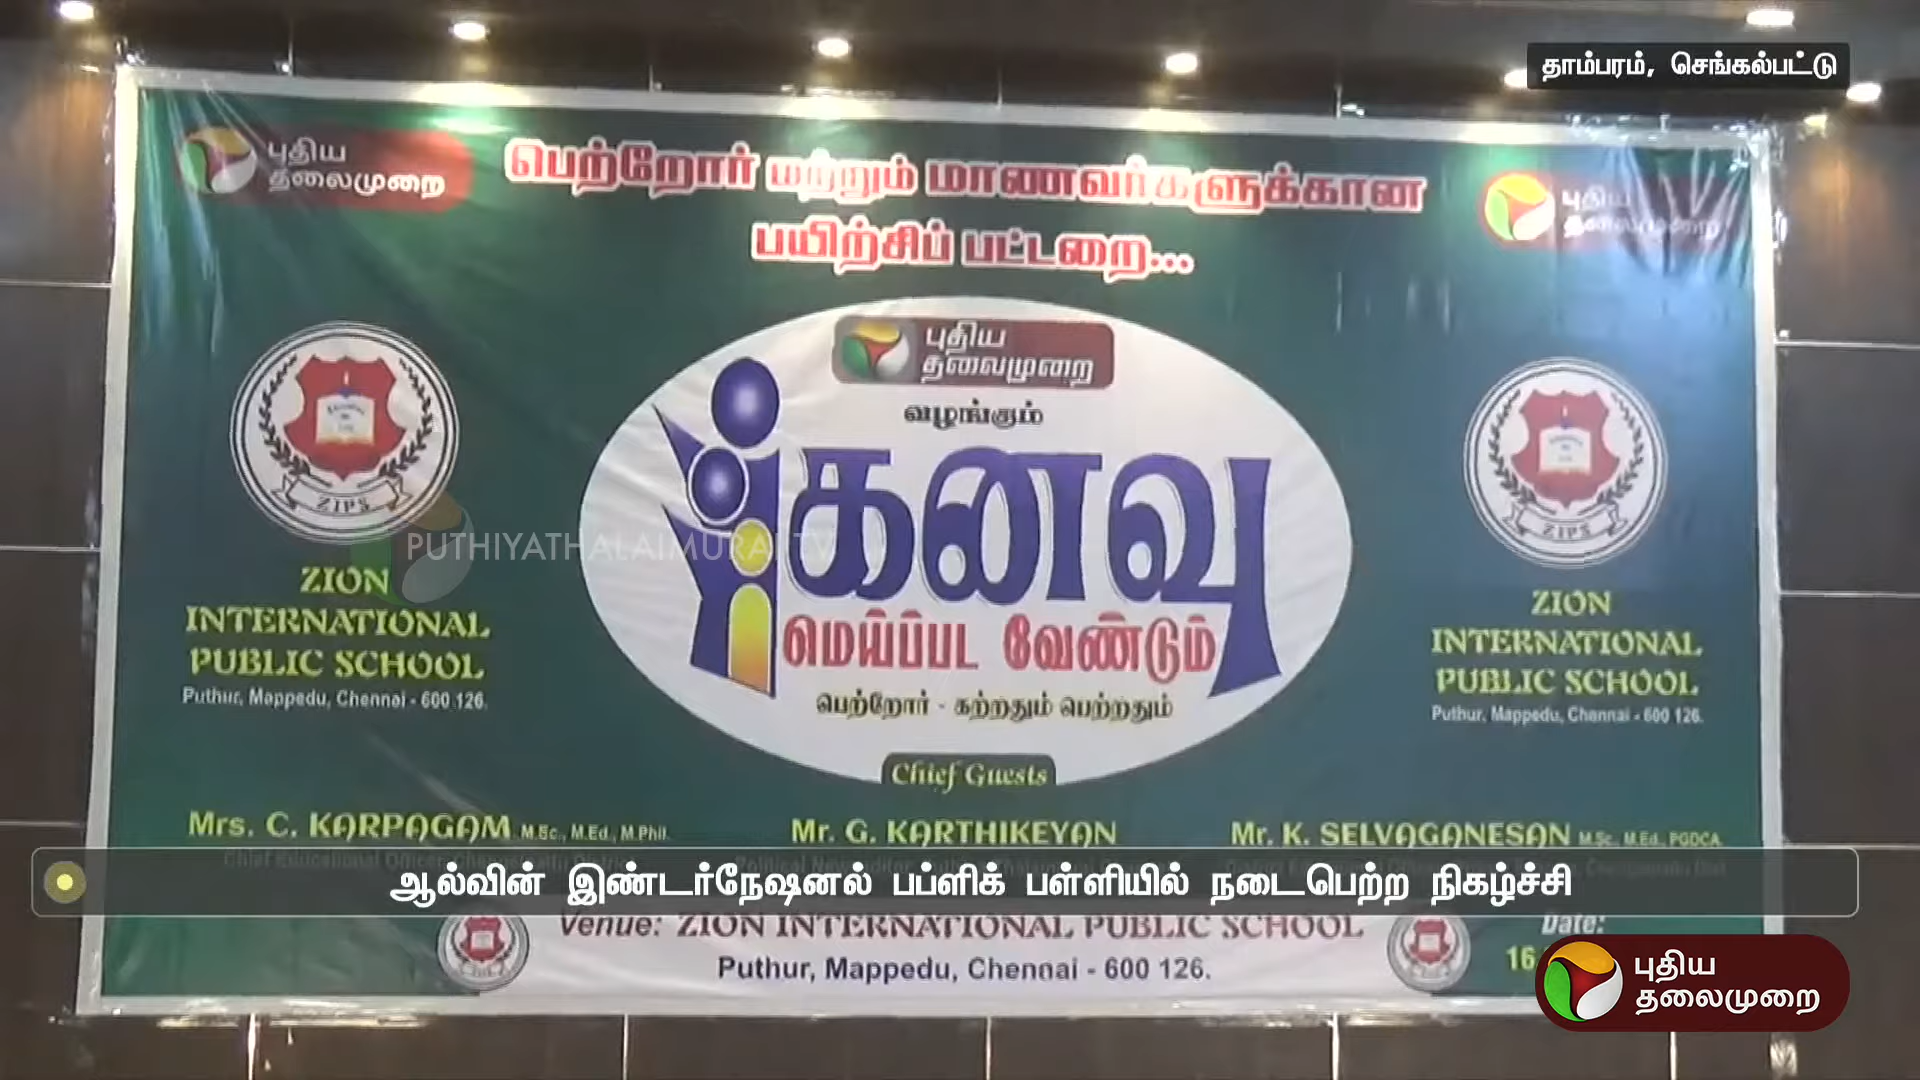 தாம்பரம், செங்கல்பட்டு
புதிய
தலைமுறை
பெற்றோர் மற்றும் மாணவர்களுக்கான
பயிற்சிப் பட்டறை...
புதிய
தலைமுறை
புதிய
தலைமுறை
வழங்கும்
கனவு
மெய்ப்பட வேண்டும்
பெற்றோர் - கற்றதும் பெற்றதும்
ZIPS
ZION
INTERNATIONAL
PUBLIC SCHOOL
Puthur, Mappedu, Chennai - 600 126.
ZIPS
ZION
INTERNATIONAL
PUBLIC SCHOOL
Puthur, Mappedu, Chennai - 600 126.
PUTHIYATHALAIMURAI TV
Chief Guests
Mrs. C. KARPAGAM M.Sc., M.Ed., M.Phil.
Mr. G. KARTHIKEYAN
Mr. K. SELVAGANESAN M.Sc., M.Ed., PGDCA
ஆல்வின் இண்டர்நேஷனல் பப்ளிக் பள்ளியில் நடைபெற்ற நிகழ்ச்சி
Venue: ZION INTERNATIONAL PUBLIC SCHOOL
Puthur, Mappedu, Chennai - 600 126.
Date:
16
புதிய
தலைமுறை